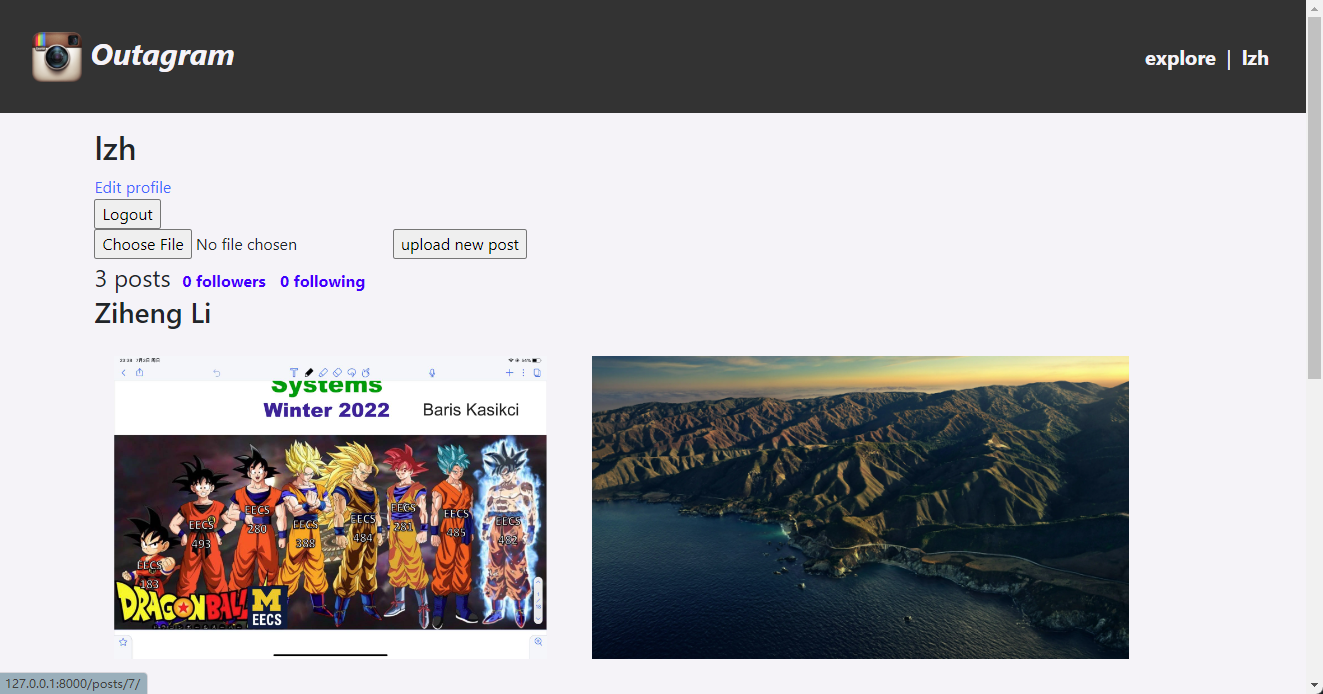 Outagram
explore | lzh
lzh
Edit profile
Logout
Choose File No file chosen upload new post
3 posts 0 followers 0 following
Ziheng Li
Systems
Winter 2022 Baris Kasikci
EECS
183
EECS
493
EECS
280
EECS
388
EECS
484
EECS
281
EECS
485
EECS
482
DRAGONBALL
M
EECS
127.0.0.1:8000/posts/7/